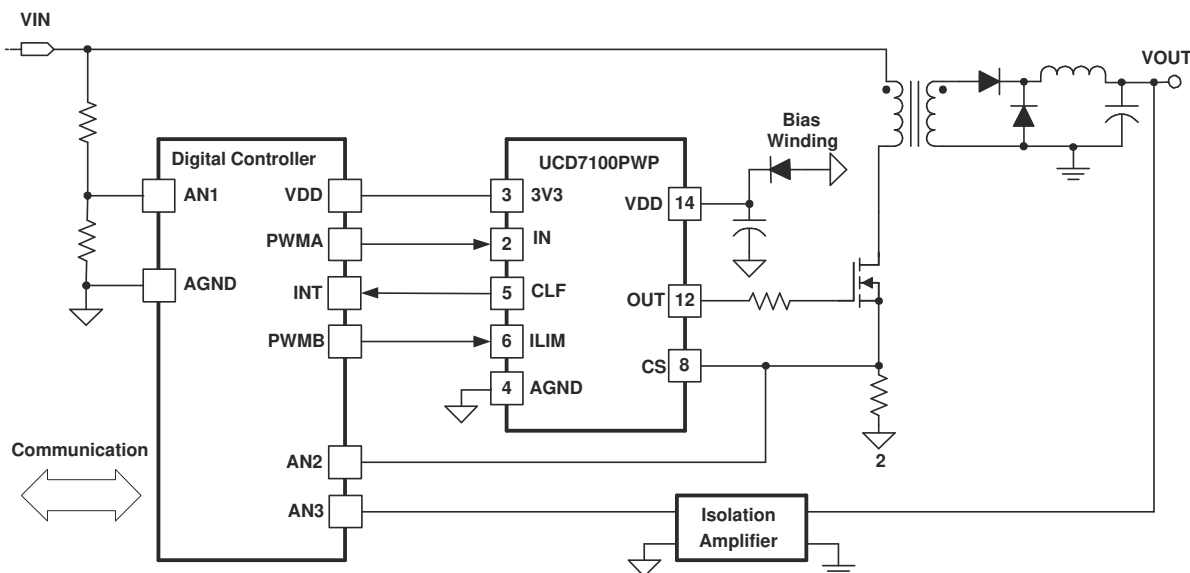 VIN
VOUT
Bias
Winding
Digital Controller
UCD7100PWP
AN1
VDD
3
3V3
VDD
14
PWMA
2
IN
AGND
INT
5
CLF
OUT
12
PWMB
6
ILIM
CS
8
4
AGND
Communication
AN2
2
AN3
Isolation
Amplifier